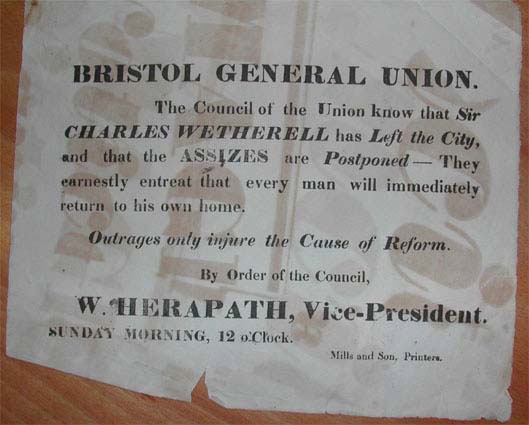 BRISTOL GENERAL UNION.
The Council of the Union know that Sir
CHARLES WETHERELL has Left the City,
and that the ASSIZES are Postponed — They
earnestly entreat that every man will immediately
return to his own home.
Outrages only injure the Cause of Reform.
By Order of the Council,
W. HERAPATH, Vice-President.
SUNDAY MORNING, 12 o'Clock.
Mills and Son, Printers.